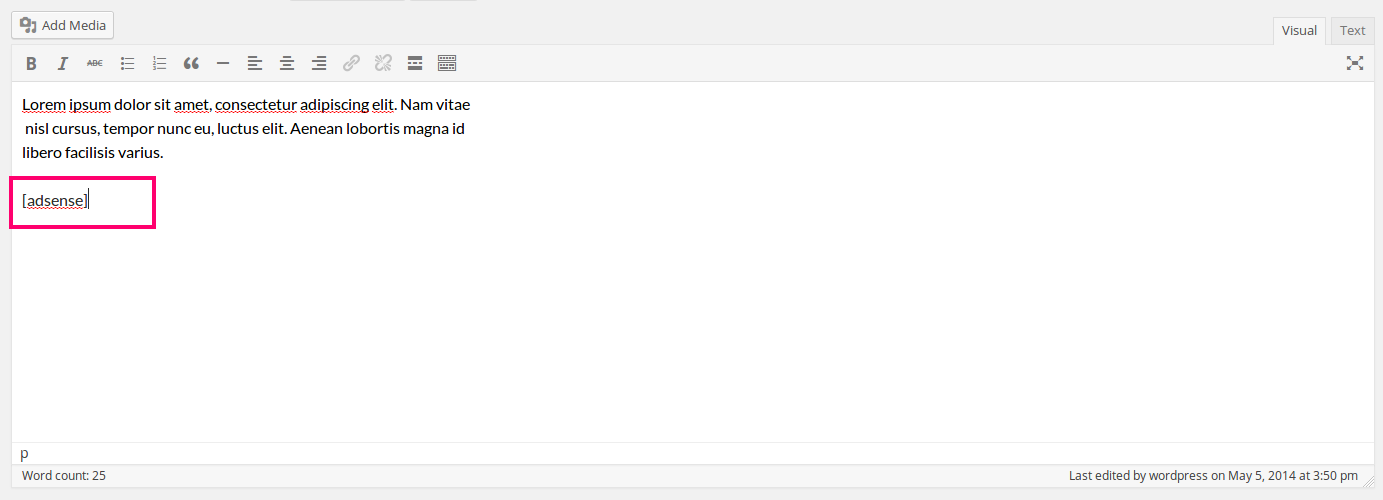 Add Media
Visual Text
B I ABC
Lorem ipsum dolor sit amet, consectetur adipiscing elit. Nam vitae
nisl cursus, tempor nunc eu, luctus elit. Aenean lobortis magna id
libero facilisis varius.
[adsense]
p
Word count: 25 Last edited by wordpress on May 5, 2014 at 3:50 pm